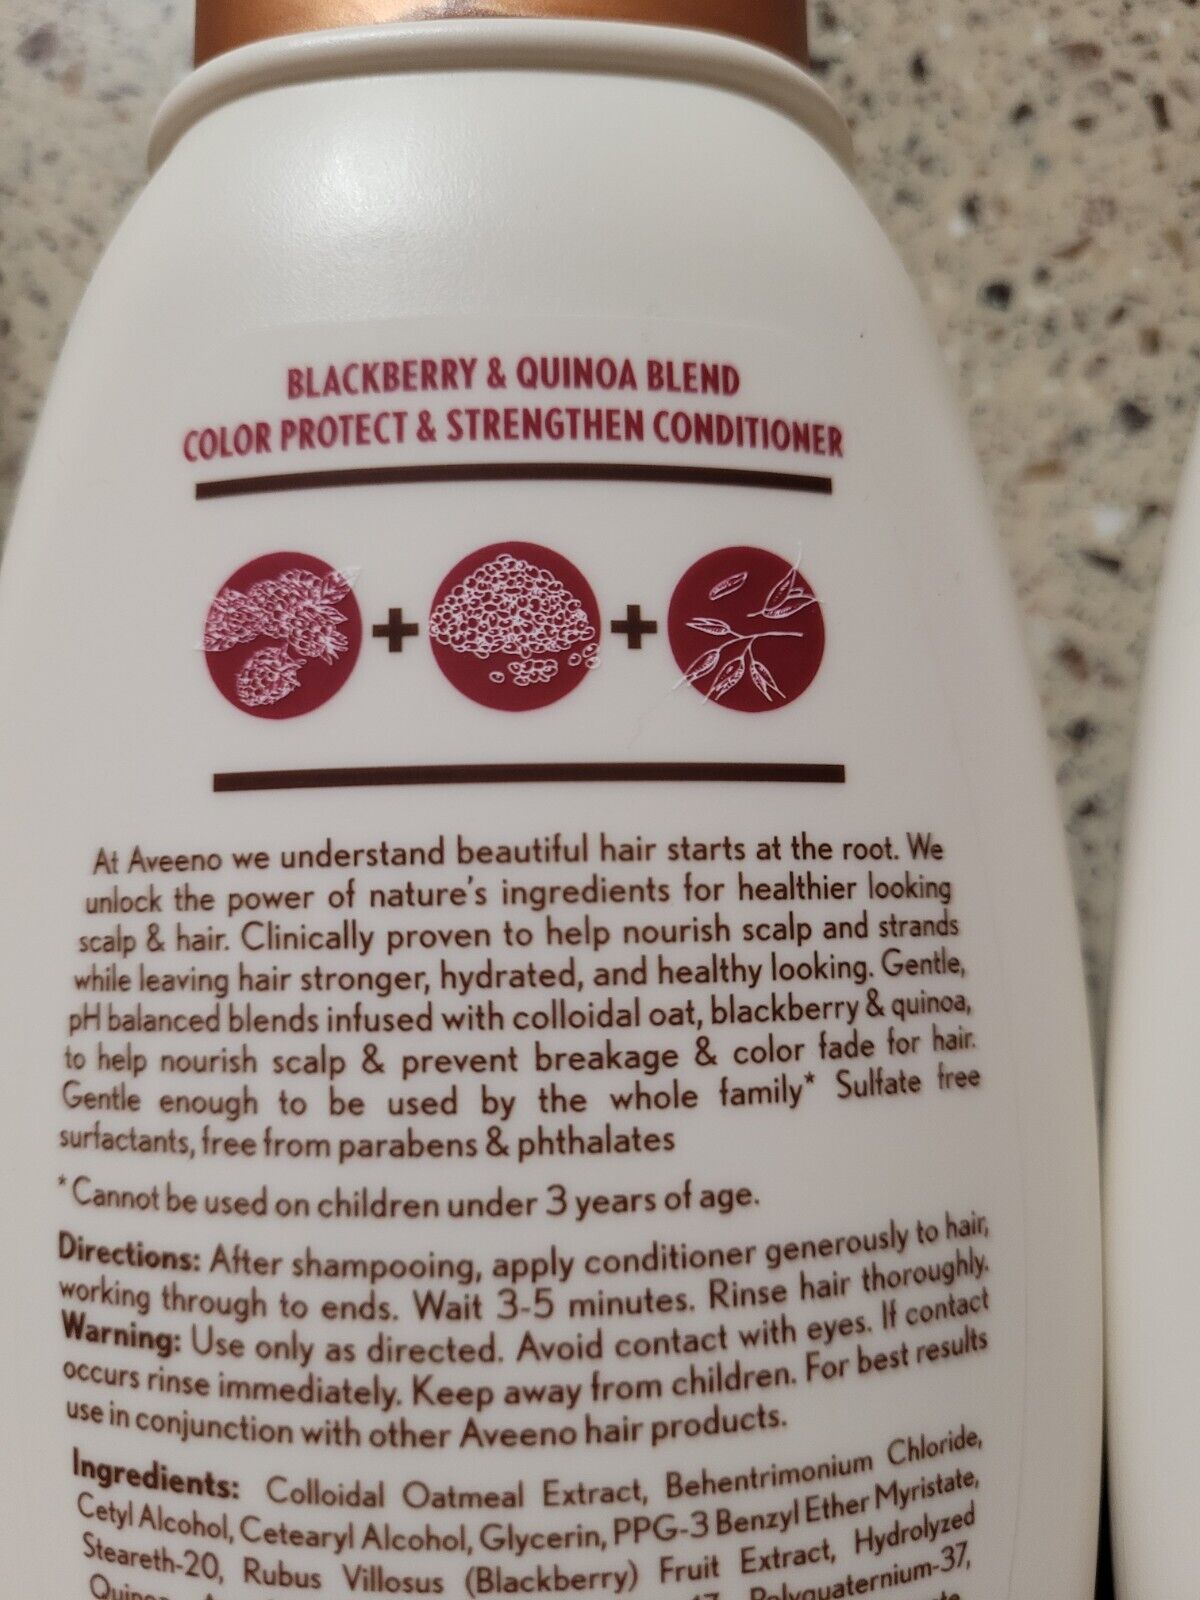 BLACKBERRY & QUINOA BLEND
COLOR PROTECT & STRENGTHEN CONDITIONER
+ +
At Aveeno we understand beautiful hair starts at the root. We
unlock the power of nature's ingredients for healthier looking
scalp & hair. Clinically proven to help nourish scalp and strands
while leaving hair stronger, hydrated, and healthy looking. Gentle,
pH balanced blends infused with colloidal oat, blackberry & quinoa,
to help nourish scalp & prevent breakage & color fade for hair.
Gentle enough to be used by the whole family* Sulfate free
surfactants, free from parabens & phthalates
*Cannot be used on children under 3 years of age.
Directions: After shampooing, apply conditioner generously to hair,
working through to ends. Wait 3-5 minutes. Rinse hair thoroughly.
Warning: Use only as directed. Avoid contact with eyes. If contact
occurs rinse immediately. Keep away from children. For best results
use in conjunction with other Aveeno hair products.
Ingredients: Colloidal Oatmeal Extract, Behentrimonium Chloride,
Cetyl Alcohol, Cetearyl Alcohol, Glycerin, PPG-3 Benzyl Ether Myristate,
Steareth-20, Rubus Villosus (Blackberry) Fruit Extract, Hydrolyzed
Polyquaternium-37,